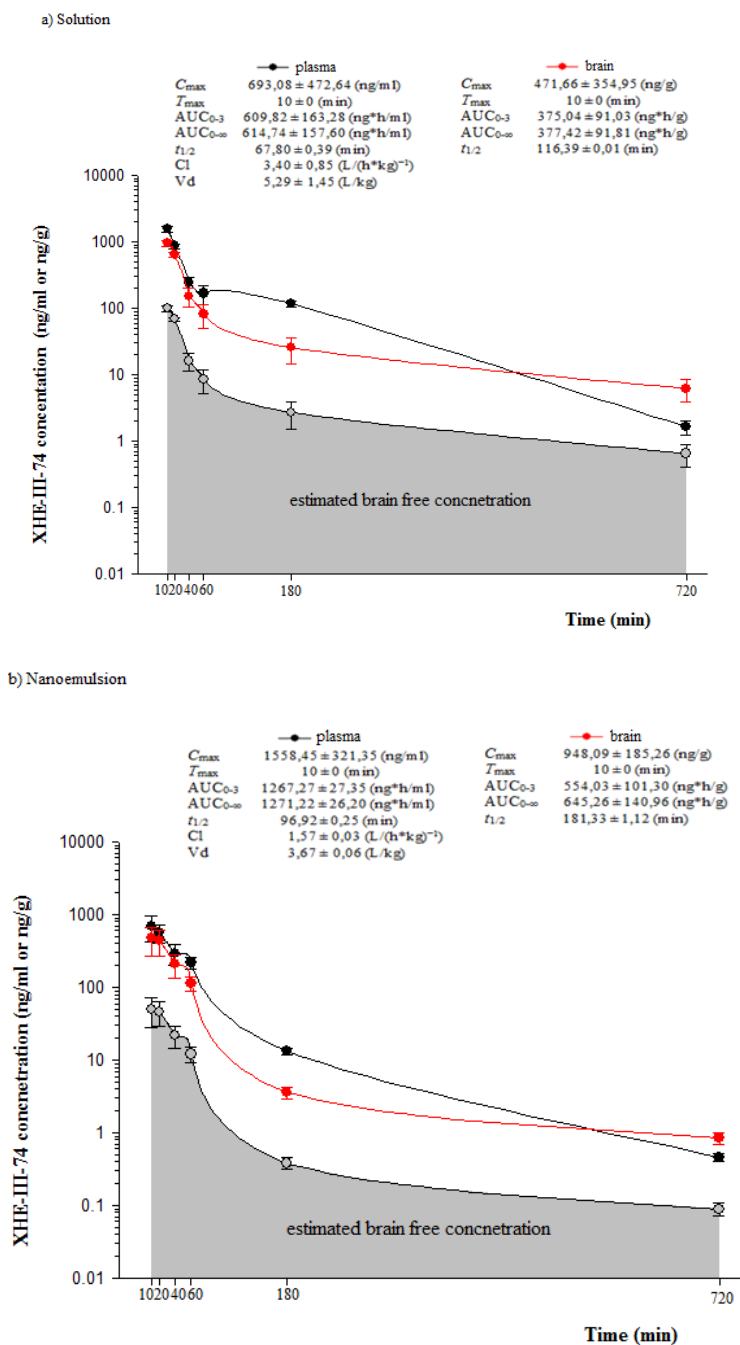 a) Solution
plasma
Cmax 693,08 ± 472,64 (ng/ml)
Tmax 10 ± 0 (min)
AUC0-3 609,82 ± 163,28 (ng*h/ml)
AUC0-∞ 614,74 ± 157,60 (ng*h/ml)
t1/2 67,80 ± 0,39 (min)
Cl 3,40 ± 0,85 (L/(h*kg)⁻¹)
Vd 5,29 ± 1,45 (L/kg)
brain
Cmax 471,66 ± 354,95 (ng/g)
Tmax 10 ± 0 (min)
AUC0-3 375,04 ± 91,03 (ng*h/g)
AUC0-∞ 377,42 ± 91,81 (ng*h/g)
t1/2 116,39 ± 0,01 (min)
XHE-III-74 concentation (ng/ml or ng/g)
10000
1000
100
10
1
0.1
0.01
estimated brain free concnetration
10 20 40 60 180 720
Time (min)
b) Nanoemulsion
plasma
Cmax 1558,45 ± 321,35 (ng/ml)
Tmax 10 ± 0 (min)
AUC0-3 1267,27 ± 27,35 (ng*h/ml)
AUC0-∞ 1271,22 ± 26,20 (ng*h/ml)
t1/2 96,92 ± 0,25 (min)
Cl 1,57 ± 0,03 (L/(h*kg)⁻¹)
Vd 3,67 ± 0,06 (L/kg)
brain
Cmax 948,09 ± 185,26 (ng/g)
Tmax 10 ± 0 (min)
AUC0-3 554,03 ± 101,30 (ng*h/g)
AUC0-∞ 645,26 ± 140,96 (ng*h/g)
t1/2 181,33 ± 1,12 (min)
XHE-III-74 concnetration (ng/ml or ng/g)
10000
1000
100
10
1
0.1
0.01
estimated brain free concnetration
10 20 40 60 180 720
Time (min)